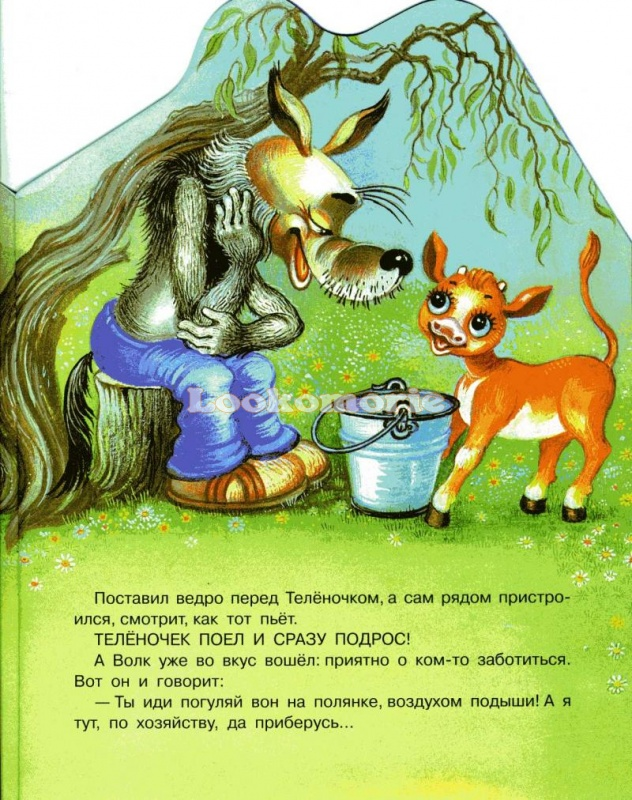 Lookomorie
Поставил ведро перед Телёночком, а сам рядом пристро-
ился, смотрит, как тот пьёт.
ТЕЛЁНОЧЕК ПОЕЛ И СРАЗУ ПОДРОС!
А Волк уже во вкус вошёл: приятно о ком-то заботиться.
Вот он и говорит:
— Ты иди погуляй вон на полянке, воздухом подыши! А я
тут, по хозяйству, да приберусь...